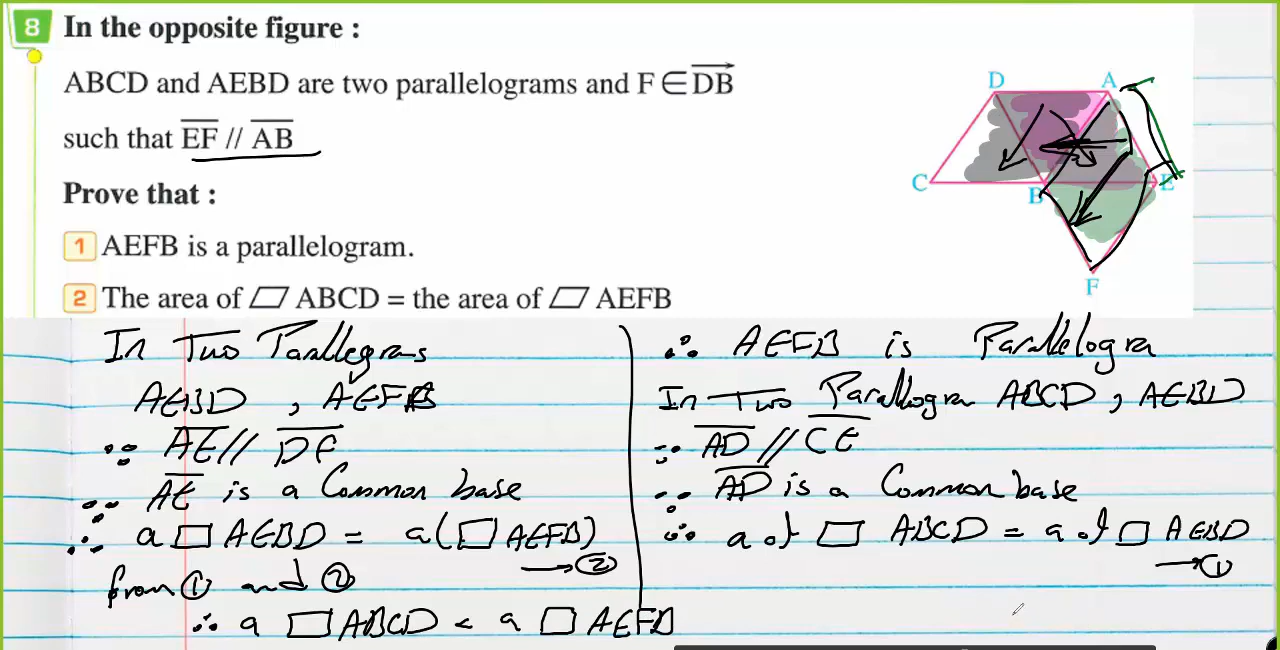 8 In the opposite figure :
ABCD and AEBD are two parallelograms and F ∈ DB
such that EF // AB
Prove that :
1 AEFB is a parallelogram.
2 The area of ▱ ABCD = the area of ▱ AEFB
D A
C B E
F
In Two Parallegrams
AEBD , AEFB
∵ AE // DF
∵ AE is a Common base
∴ a ▱ AEBD = a (▱ AEFB)
→ ②
from ① and ②
∴ a ▱ ABCD = a ▱ AEFB
∴ AEFB is Parallelogra
In Two Parallogra ABCD , AEBD
∵ AD // CE
∵ AD is a Common base
∴ a of ▱ ABCD = a of ▱ AEBD
→ ①